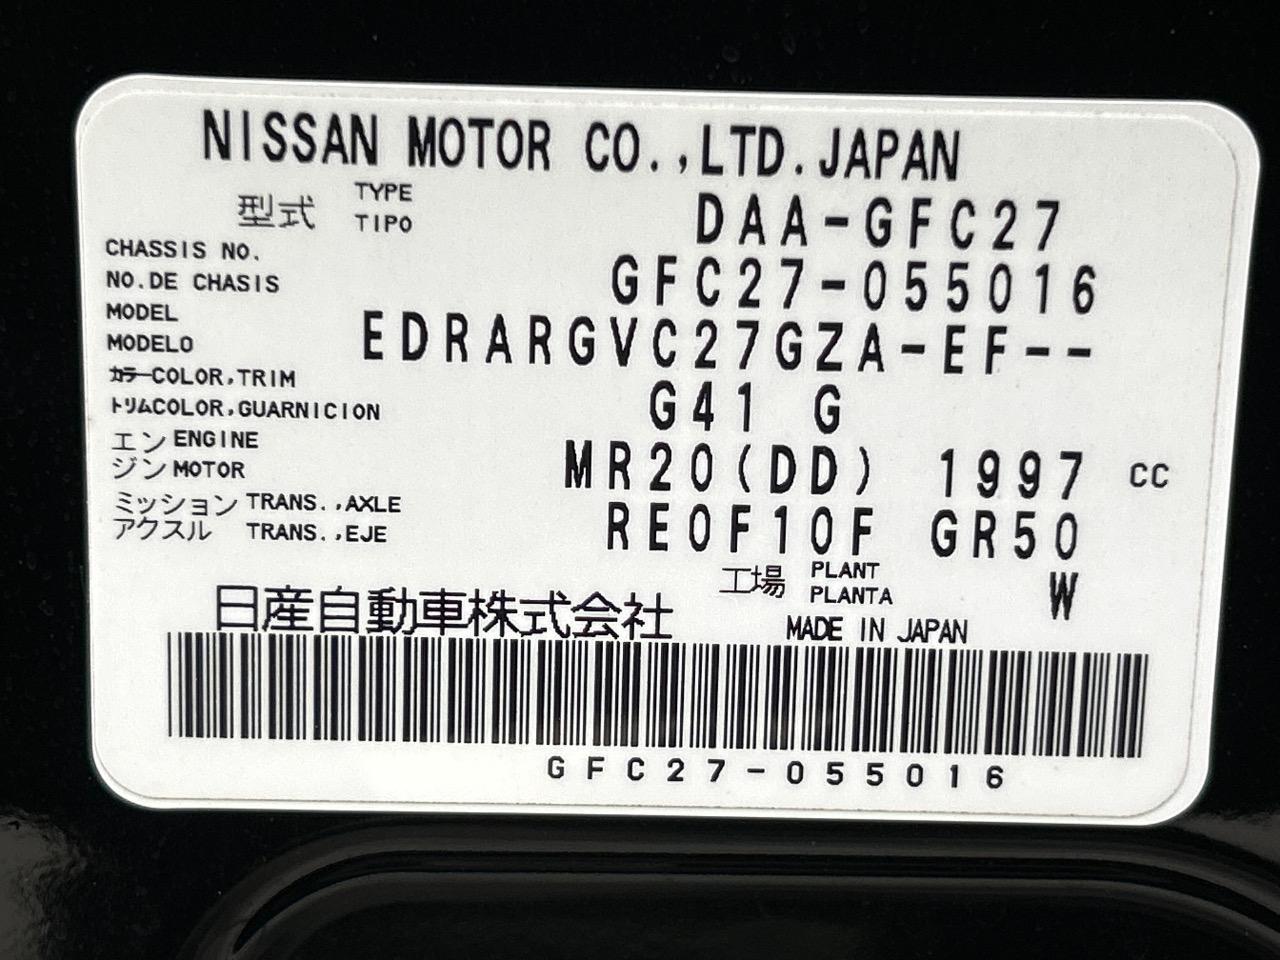 NISSAN MOTOR CO.,LTD.JAPAN
型式 TYPE TIPO DAA-GFC27
CHASSIS NO.
NO.DE CHASIS GFC27-055016
MODEL
MODELO EDRARGVC27GZA-EF--
カラーCOLOR,TRIM
トリムCOLOR,GUARNICION G41 G
エンジン ENGINE MOTOR MR20(DD) 1997 CC
ミッション TRANS.,AXLE
アクスル TRANS.,EJE RE0F10F GR50
工場 PLANT PLANTA W
日産自動車株式会社 MADE IN JAPAN
GFC27-055016